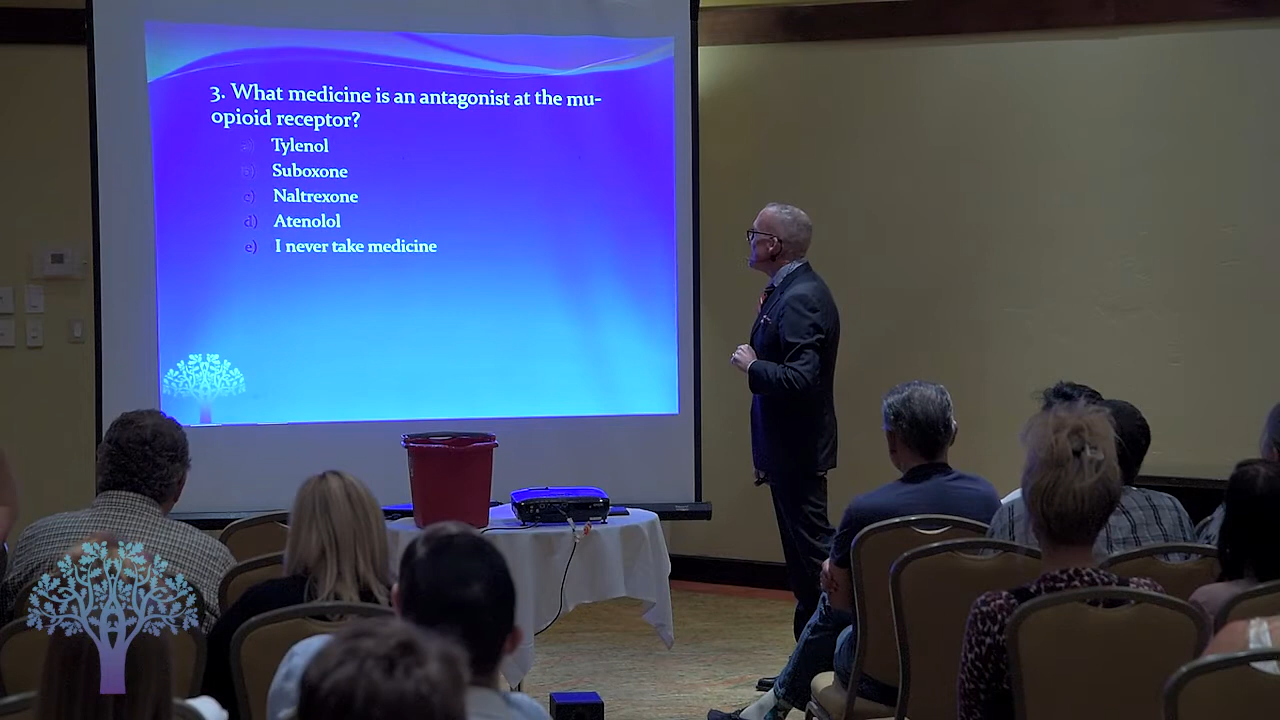 3. What medicine is an antagonist at the mu-
opioid receptor?
a) Tylenol
b) Suboxone
c) Naltrexone
d) Atenolol
e) I never take medicine